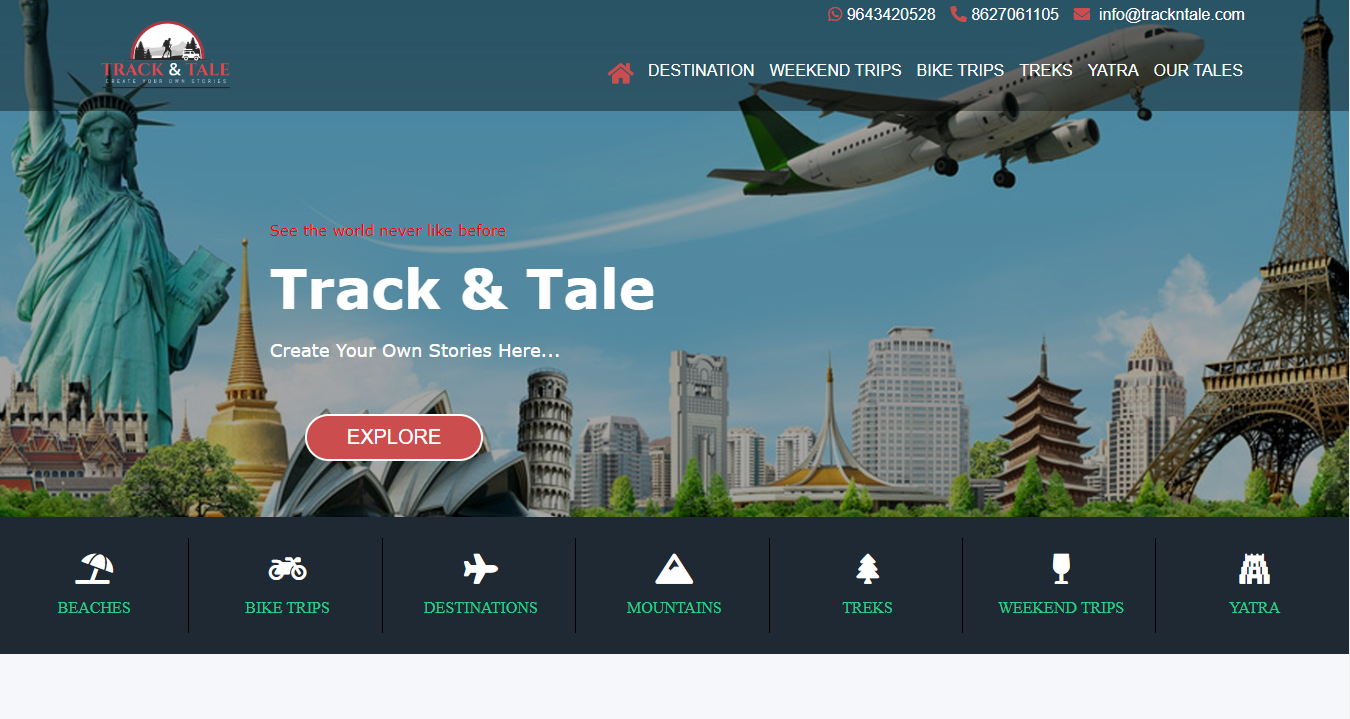 9643420528 8627061105 info@trackntale.com
TRACK & TALE
CREATE YOUR OWN STORIES
DESTINATION WEEKEND TRIPS BIKE TRIPS TREKS YATRA OUR TALES
See the world never like before
Track & Tale
Create Your Own Stories Here...
EXPLORE
BEACHES BIKE TRIPS DESTINATIONS MOUNTAINS TREKS WEEKEND TRIPS YATRA